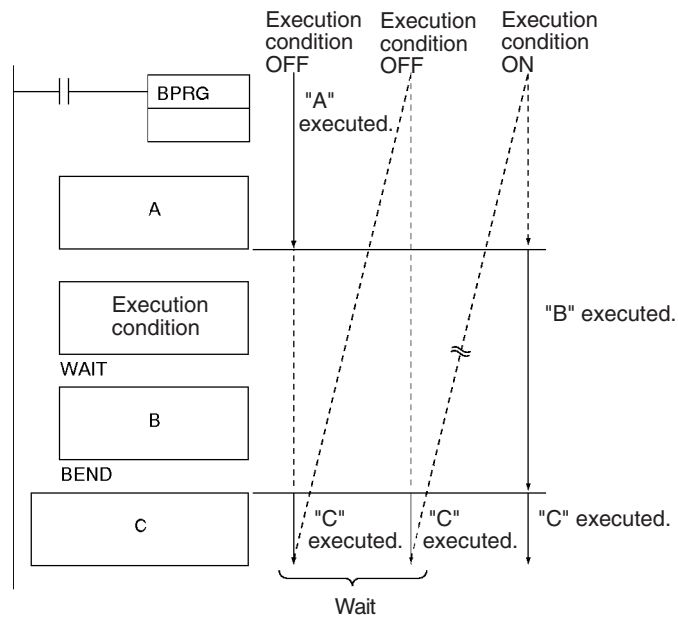 Execution
condition
OFF
Execution
condition
OFF
Execution
condition
ON
BPRG
"A"
executed.
A
Execution
condition
"B" executed.
WAIT
B
BEND
C
"C"
executed.
"C"
executed.
"C" executed.
Wait